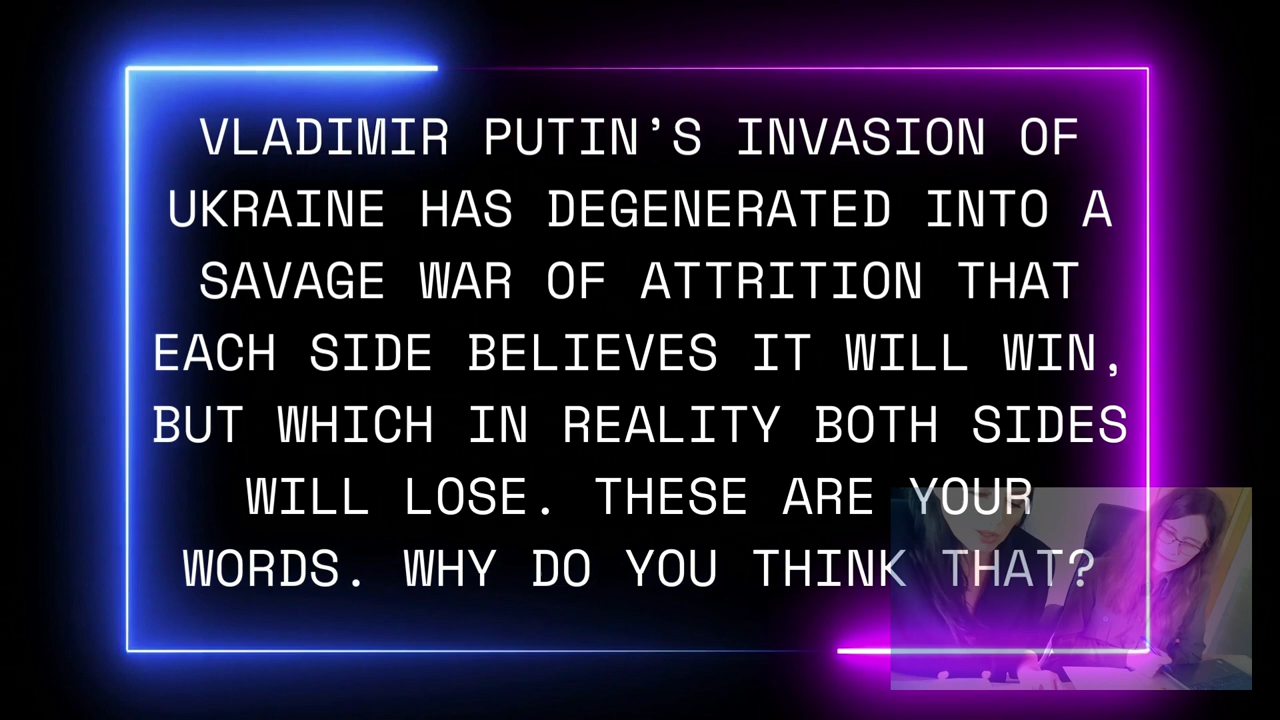 VLADIMIR PUTIN’S INVASION OF
UKRAINE HAS DEGENERATED INTO A
SAVAGE WAR OF ATTRITION THAT
EACH SIDE BELIEVES IT WILL WIN,
BUT WHICH IN REALITY BOTH SIDES
WILL LOSE. THESE ARE YOUR
WORDS. WHY DO YOU THINK THAT?